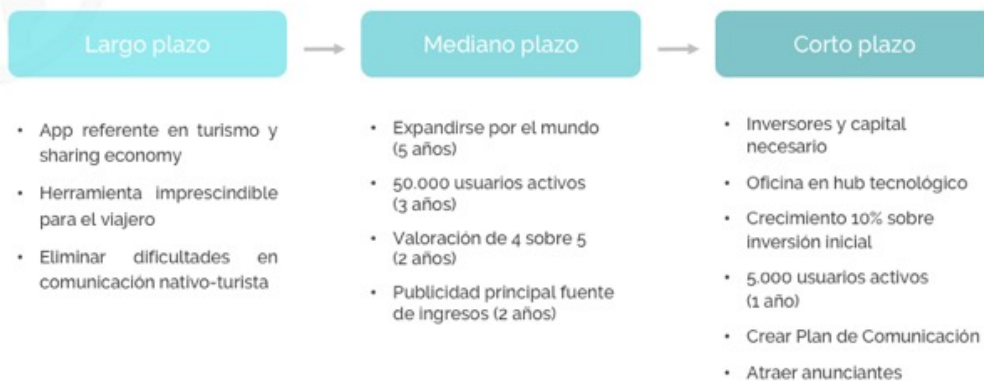 Largo plazo
• App referente en turismo y
sharing economy
• Herramienta imprescindible
para el viajero
• Eliminar dificultades en
comunicación nativo-turista
Mediano plazo
• Expandirse por el mundo
(5 años)
• 50.000 usuarios activos
(3 años)
• Valoración de 4 sobre 5
(2 años)
• Publicidad principal fuente
de ingresos (2 años)
Corto plazo
• Inversores y capital
necesario
• Oficina en hub tecnológico
• Crecimiento 10% sobre
inversión inicial
• 5.000 usuarios activos
(1 año)
• Crear Plan de Comunicación
• Atraer anunciantes